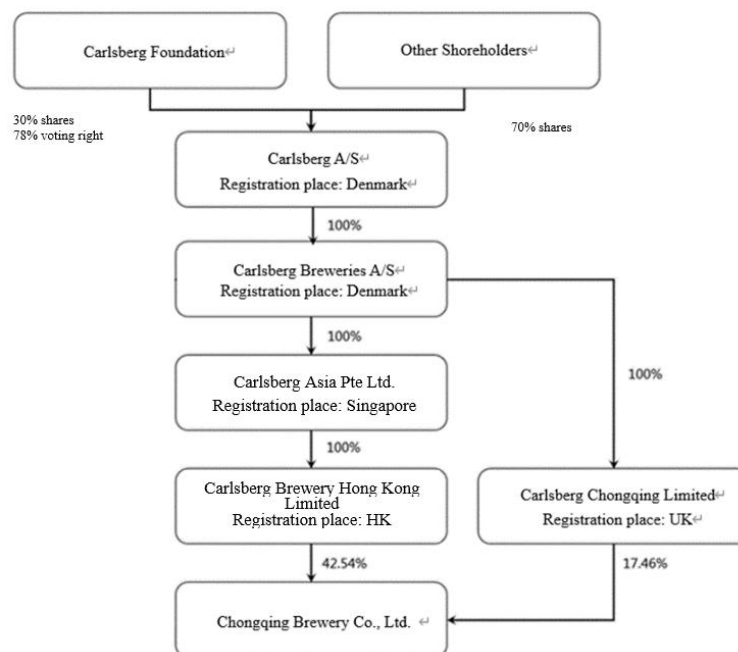 Carlsberg Foundation↵
Other Shoreholders↵
30% shares
78% voting right
70% shares
Carlsberg A/S↵
Registration place: Denmark↵
100%
Carlsberg Breweries A/S↵
Registration place: Denmark↵
100%
100%
Carlsberg Asia Pte Ltd.
Registration place: Singapore
100%
Carlsberg Brewery Hong Kong
Limited
Registration place: HK
Carlsberg Chongqing Limited↵
Registration place: UK↵
42.54%
17.46%
Chongqing Brewery Co., Ltd. ↵